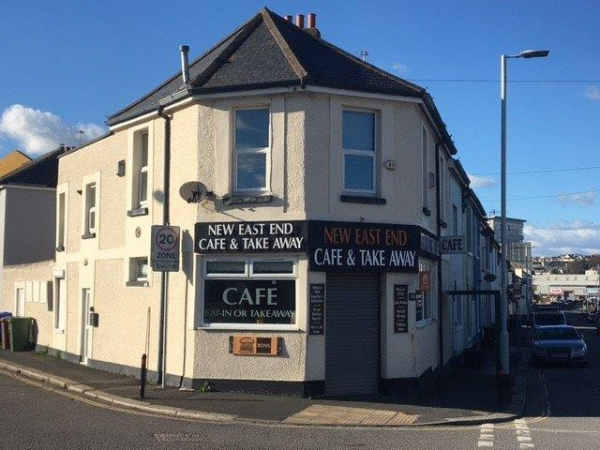 NEW EAST END
CAFE & TAKE AWAY
NEW EAST END
CAFE & TAKE AWAY
CAFE
20
ZONE
CAFE
EAT-IN OR TAKEAWAY